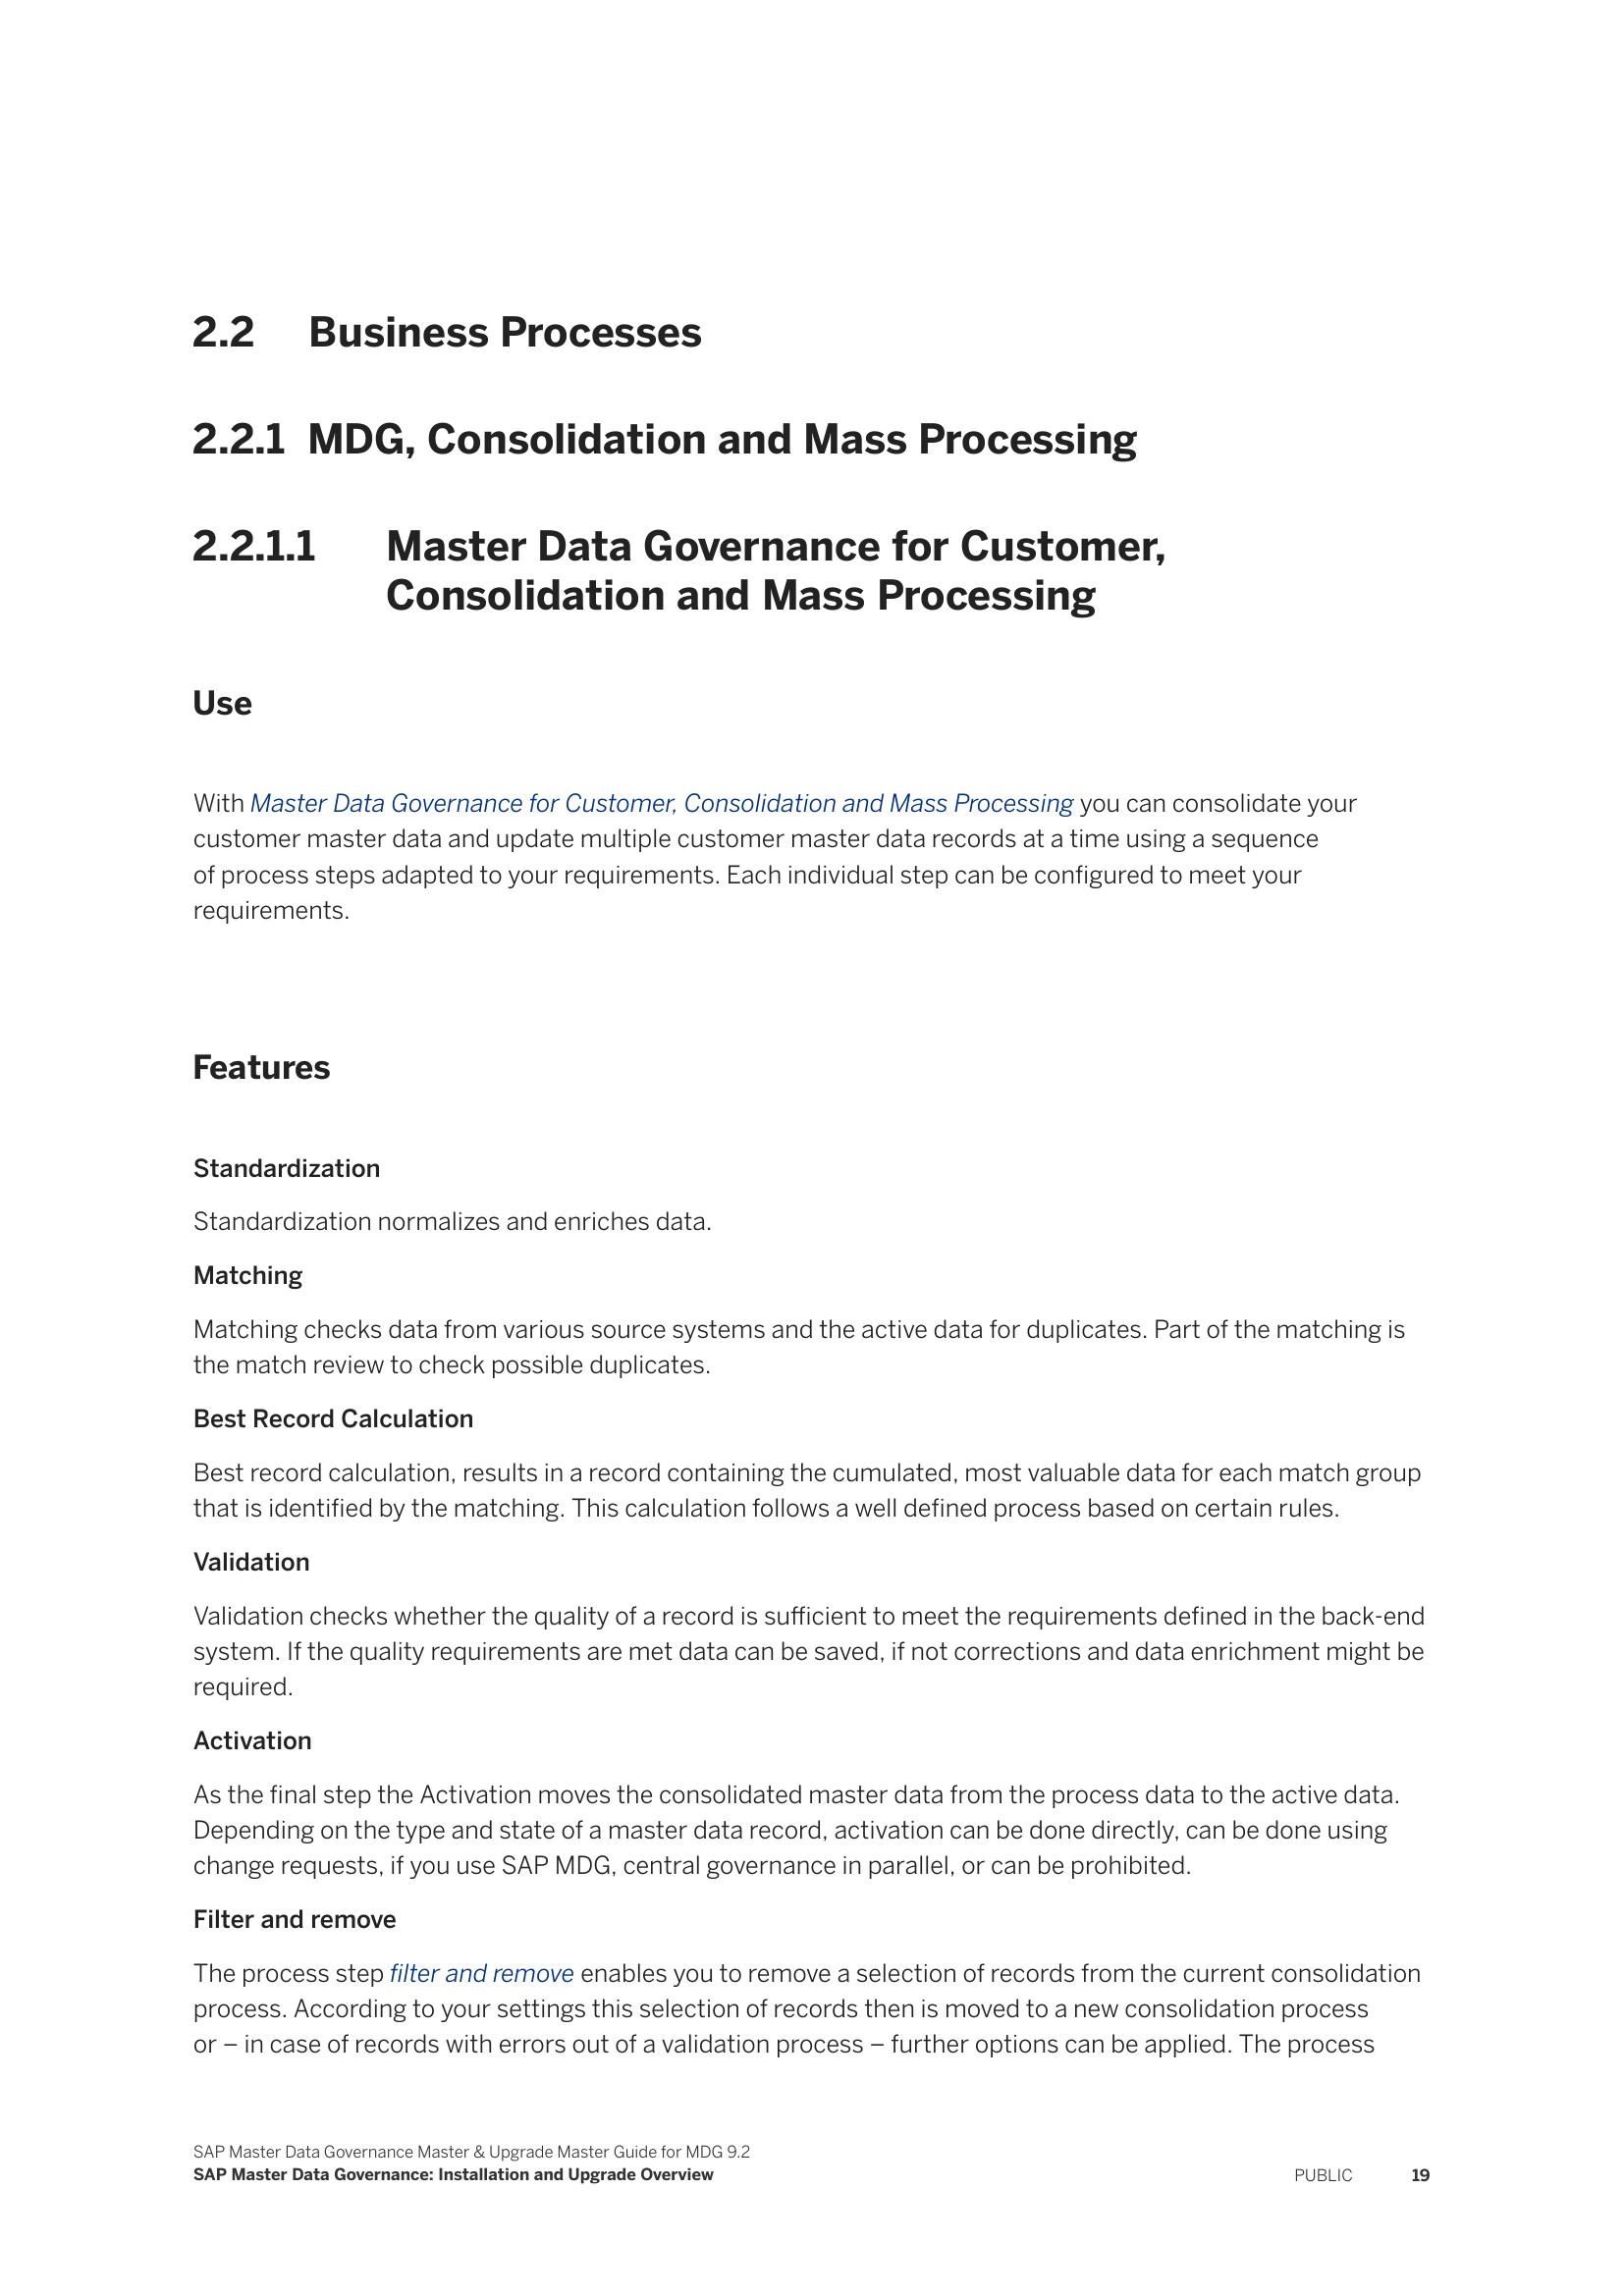 2.2 Business Processes
2.2.1 MDG, Consolidation and Mass Processing
2.2.1.1 Master Data Governance for Customer,
Consolidation and Mass Processing
Use
With Master Data Governance for Customer, Consolidation and Mass Processing you can consolidate your
customer master data and update multiple customer master data records at a time using a sequence
of process steps adapted to your requirements. Each individual step can be configured to meet your
requirements.
Features
Standardization
Standardization normalizes and enriches data.
Matching
Matching checks data from various source systems and the active data for duplicates. Part of the matching is
the match review to check possible duplicates.
Best Record Calculation
Best record calculation, results in a record containing the cumulated, most valuable data for each match group
that is identified by the matching. This calculation follows a well defined process based on certain rules.
Validation
Validation checks whether the quality of a record is sufficient to meet the requirements defined in the back-end
system. If the quality requirements are met data can be saved, if not corrections and data enrichment might be
required.
Activation
As the final step the Activation moves the consolidated master data from the process data to the active data.
Depending on the type and state of a master data record, activation can be done directly, can be done using
change requests, if you use SAP MDG, central governance in parallel, or can be prohibited.
Filter and remove
The process step filter and remove enables you to remove a selection of records from the current consolidation
process. According to your settings this selection of records then is moved to a new consolidation process
or – in case of records with errors out of a validation process – further options can be applied. The process
SAP Master Data Governance Master & Upgrade Master Guide for MDG 9.2
SAP Master Data Governance: Installation and Upgrade Overview PUBLIC 19